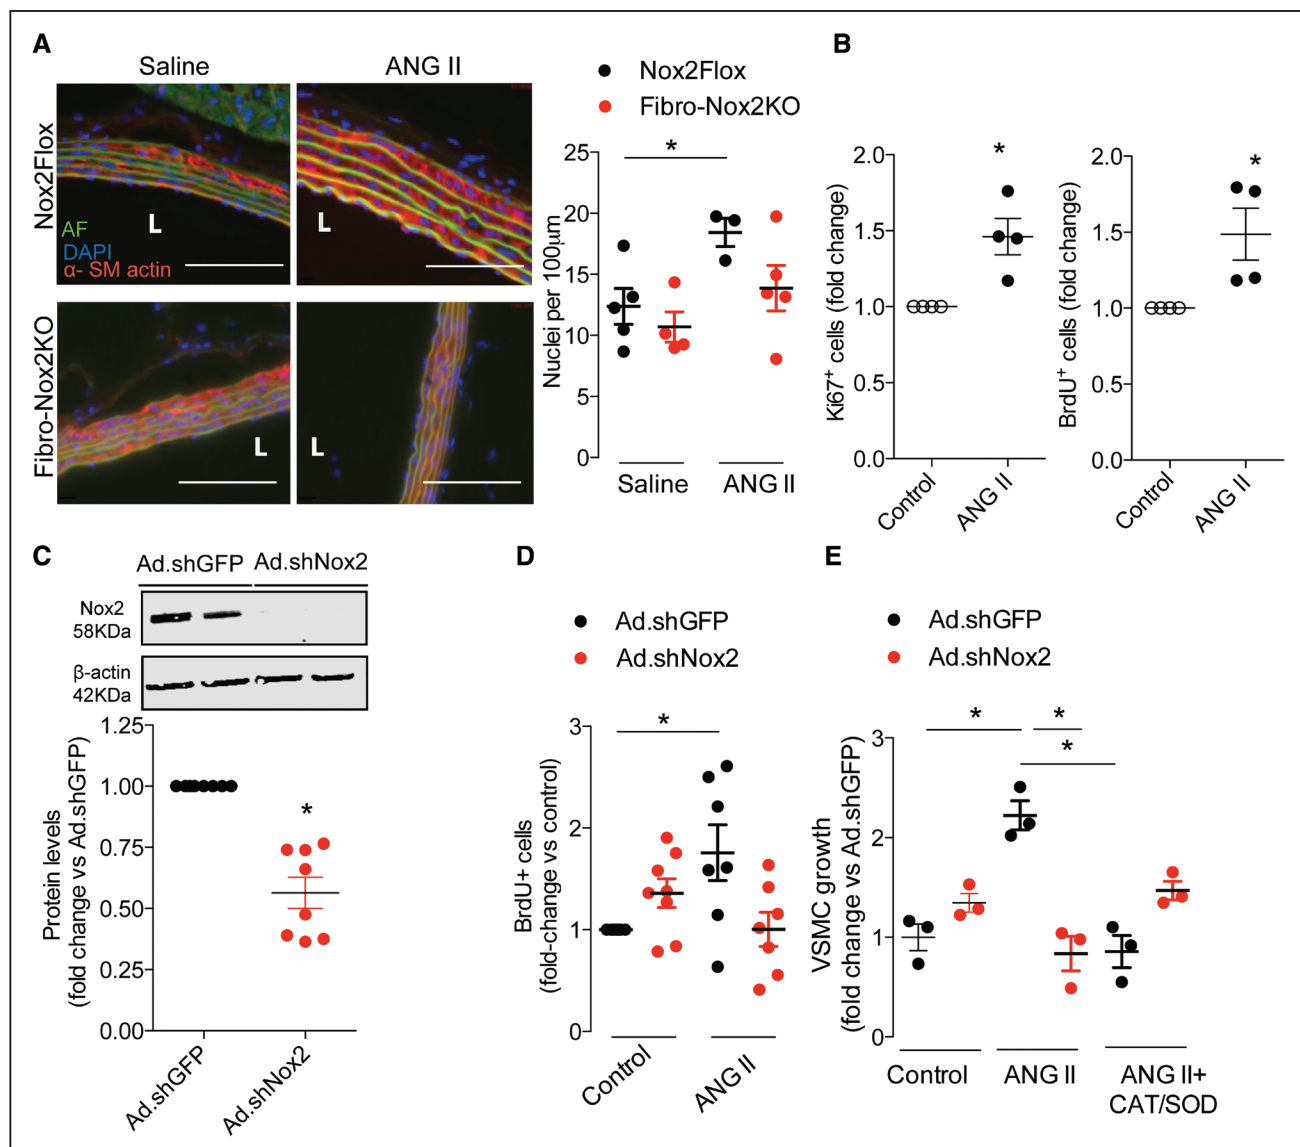 A
Saline
ANG II
Nox2Flox
AF
DAPI
α- SM actin
L
L
Fibro-Nox2KO
L
L
Nox2Flox
Fibro-Nox2KO
Nuclei per 100µm
25
20
15
10
5
0
*
Saline
ANG II
B
Ki67⁺ cells (fold change)
2.0
1.5
1.0
0.5
0.0
*
Control
ANG II
BrdU⁺ cells (fold change)
2.0
1.5
1.0
0.5
0.0
*
Control
ANG II
C
Ad.shGFP
Ad.shNox2
Nox2
58KDa
β-actin
42KDa
Protein levels
(fold change vs Ad.shGFP)
1.25
1.00
0.75
0.50
0.25
0.00
*
Ad.shGFP
Ad.shNox2
D
Ad.shGFP
Ad.shNox2
BrdU+ cells
(fold-change vs control)
3
2
1
0
*
Control
ANG II
E
Ad.shGFP
Ad.shNox2
VSMC growth
(fold change vs Ad.shGFP)
3
2
1
0
*
*
*
Control
ANG II
ANG II+
CAT/SOD